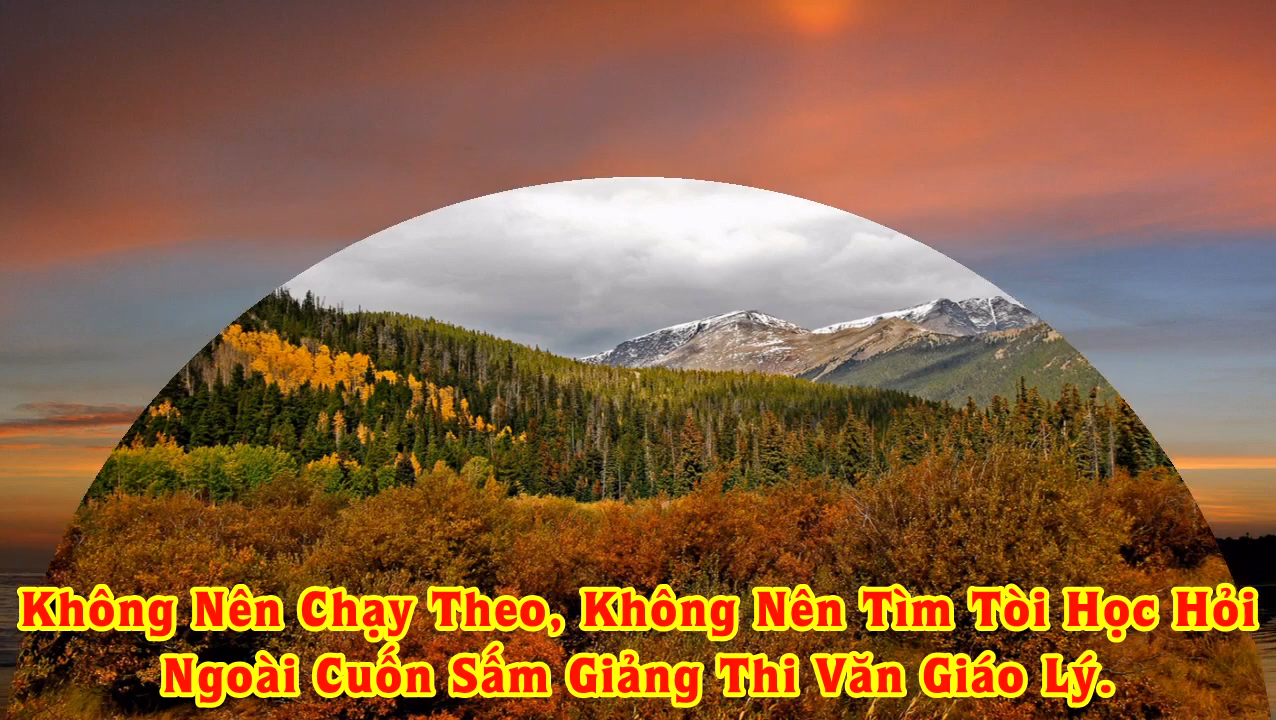 Không Nên Chạy Theo, Không Nên Tìm Tòi Học Hỏi
Ngoài Cuốn Sấm Giảng Thi Văn Giáo Lý.